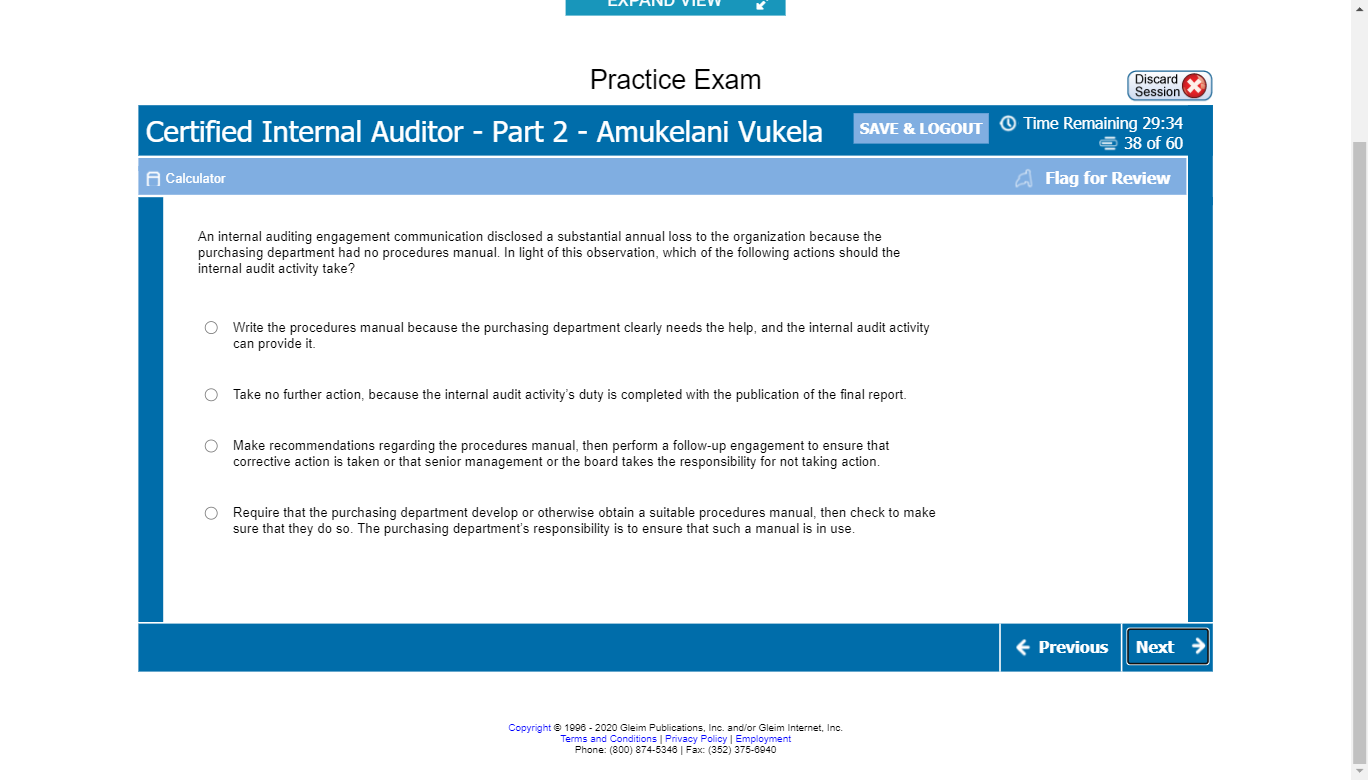 EXPAND VIEW
Practice Exam
Discard
Session
Certified Internal Auditor - Part 2 - Amukelani Vukela
SAVE & LOGOUT
Time Remaining 29:34
38 of 60
Calculator
Flag for Review
An internal auditing engagement communication disclosed a substantial annual loss to the organization because the
purchasing department had no procedures manual. In light of this observation, which of the following actions should the
internal audit activity take?
Write the procedures manual because the purchasing department clearly needs the help, and the internal audit activity
can provide it.
Take no further action, because the internal audit activity's duty is completed with the publication of the final report.
Make recommendations regarding the procedures manual, then perform a follow-up engagement to ensure that
corrective action is taken or that senior management or the board takes the responsibility for not taking action.
Require that the purchasing department develop or otherwise obtain a suitable procedures manual, then check to make
sure that they do so. The purchasing department's responsibility is to ensure that such a manual is in use.
Previous
Next
Copyright © 1996 - 2020 Gleim Publications, Inc. and/or Gleim Internet, Inc.
Terms and Conditions | Privacy Policy | Employment
Phone: (800) 874-5346 | Fax: (352) 375-6940